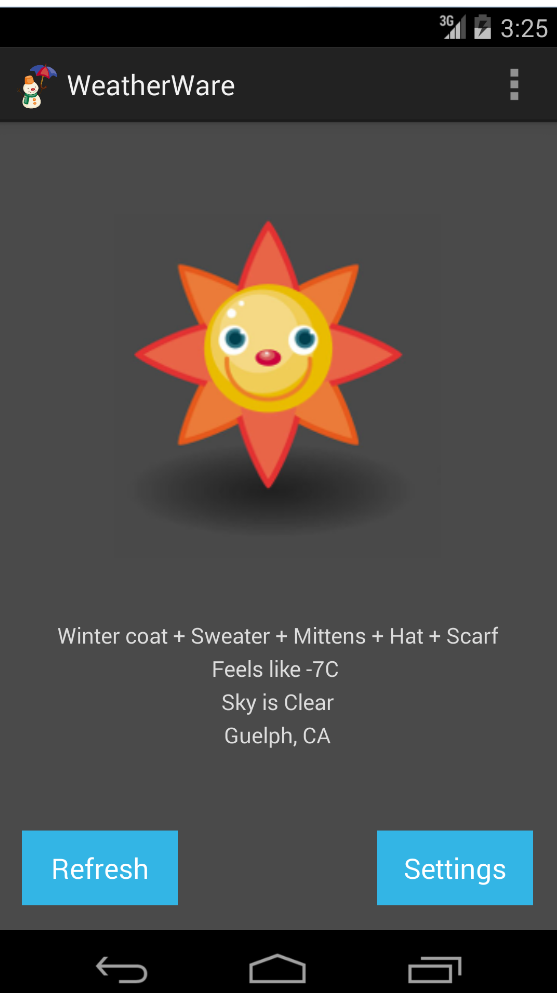 3G 3:25
WeatherWare
Winter coat + Sweater + Mittens + Hat + Scarf
Feels like -7C
Sky is Clear
Guelph, CA
Refresh Settings